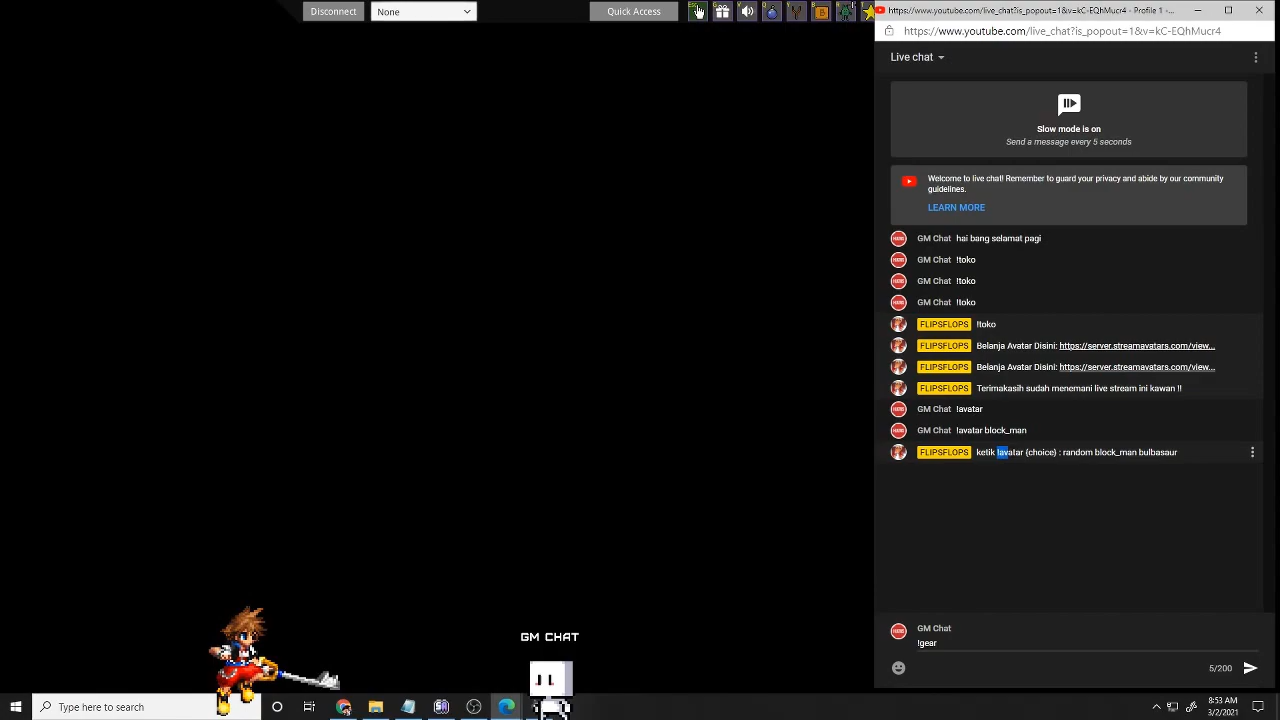 Disconnect
None
Quick Access
https://www.youtube.com/live_chat?is_popout=1&v=kC-EQhMucr4 - Profile 1 -...
https://www.youtube.com/live_chat?is_popout=1&v=kC-EQhMucr4
Live chat
Slow mode is on
Send a message every 5 seconds
Welcome to live chat! Remember to guard your privacy and abide by our community
guidelines.
LEARN MORE
GM Chat hai bang selamat pagi
GM Chat !toko
GM Chat !toko
GM Chat !toko
FLIPSFLOPS !toko
FLIPSFLOPS Belanja Avatar Disini: https://server.streamavatars.com/view...
FLIPSFLOPS Belanja Avatar Disini: https://server.streamavatars.com/view...
FLIPSFLOPS Terimakasih sudah menemani live stream ini kawan !!
GM Chat !avatar
GM Chat !avatar block_man
FLIPSFLOPS ketik !avatar {choice} : random block_man bulbasaur
GM CHAT
GM Chat
!gear
5/200
Type here to search
8:53 AM
3/2/2021